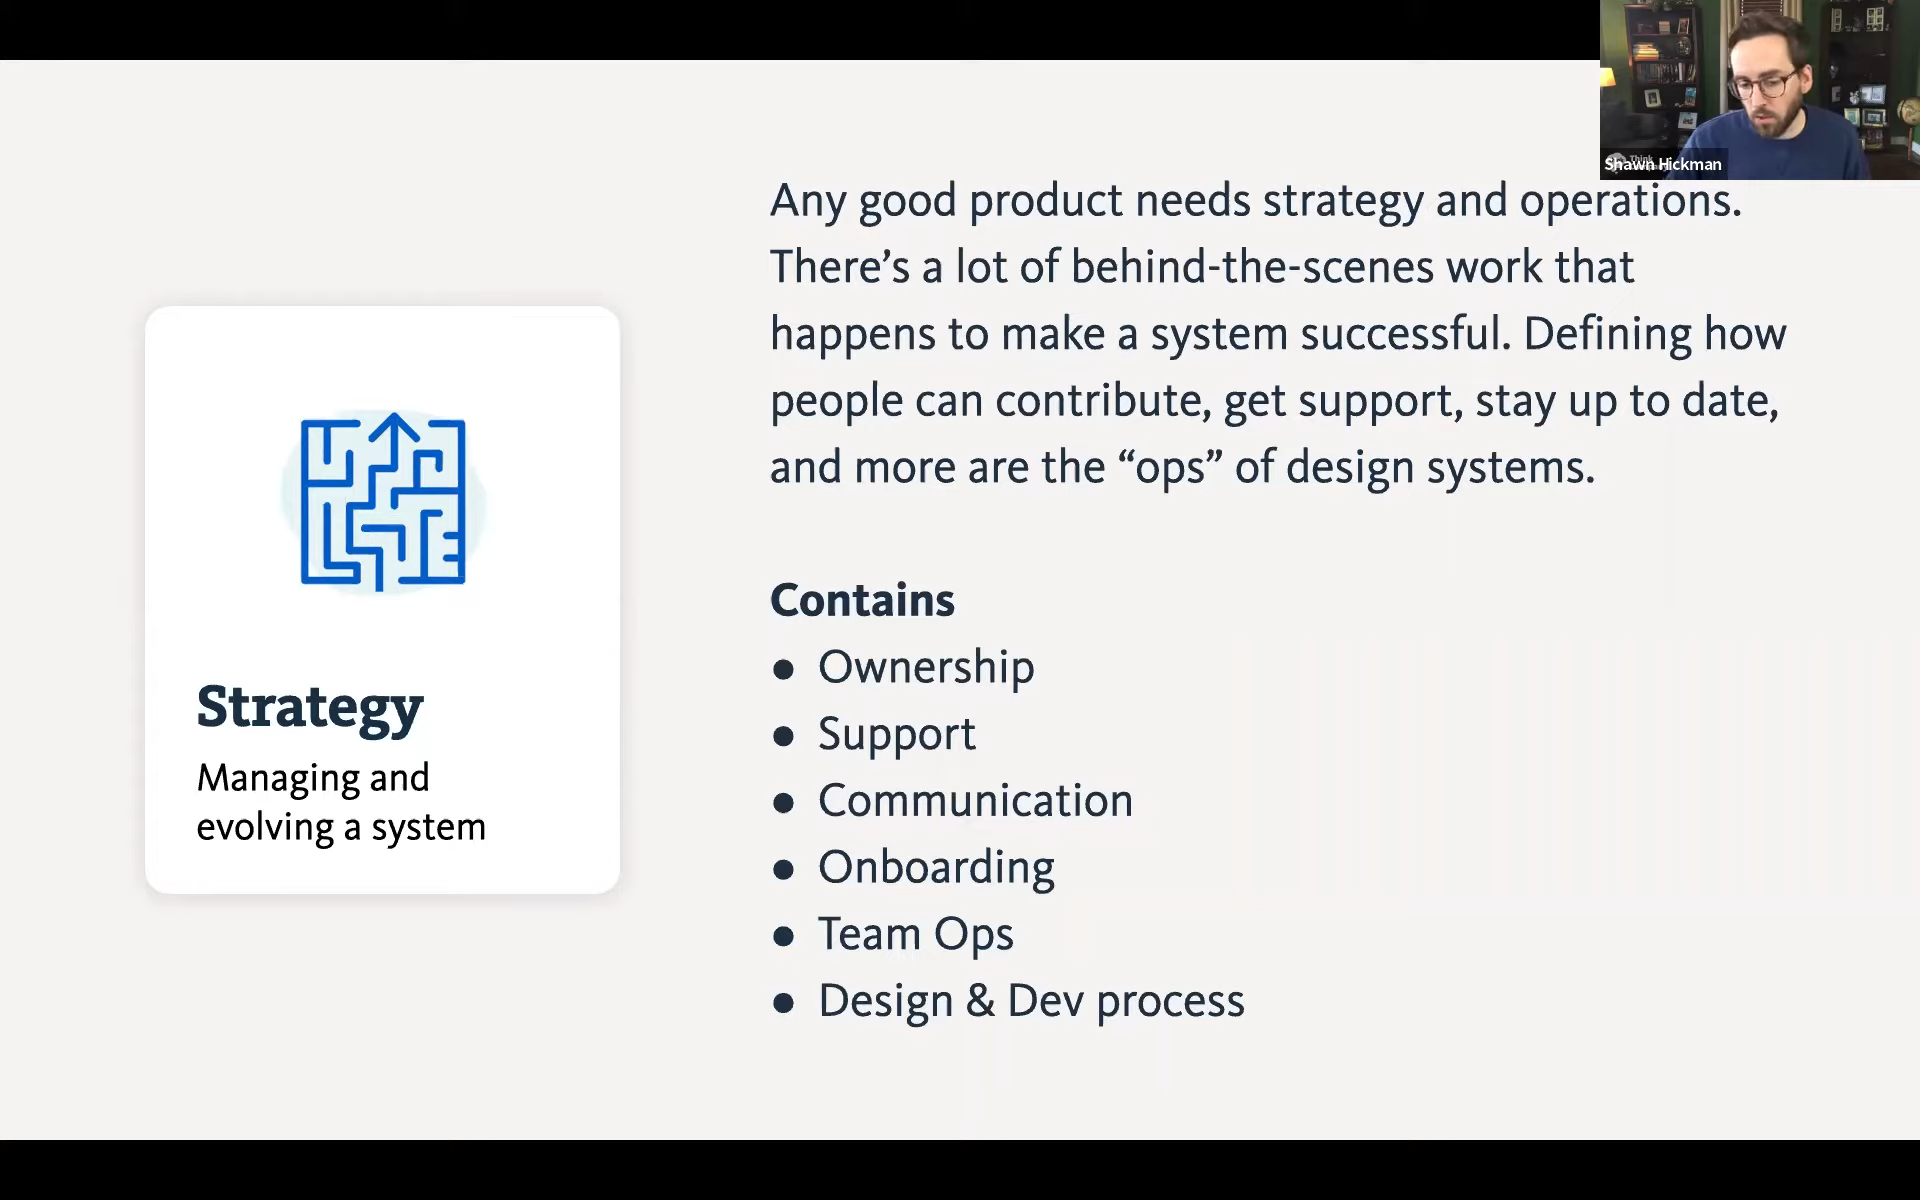 Shawn Hickman
Any good product needs strategy and operations.
There’s a lot of behind-the-scenes work that
happens to make a system successful. Defining how
people can contribute, get support, stay up to date,
and more are the “ops” of design systems.
Strategy
Managing and
evolving a system
Contains
● Ownership
● Support
● Communication
● Onboarding
● Team Ops
● Design & Dev process